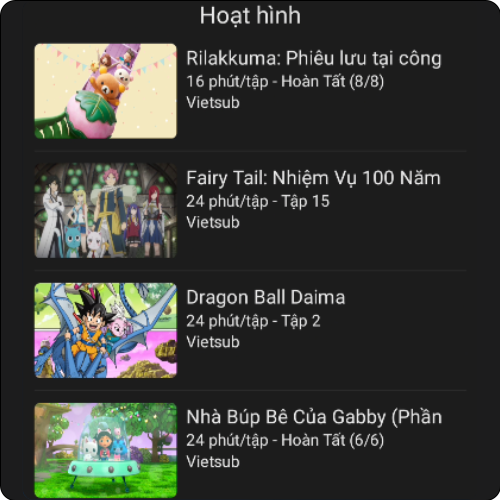 Hoạt hình
Rilakkuma: Phiêu lưu tại công
16 phút/tập - Hoàn Tất (8/8)
Vietsub
Fairy Tail: Nhiệm Vụ 100 Năm
24 phút/tập - Tập 15
Vietsub
Dragon Ball Daima
24 phút/tập - Tập 2
Vietsub
Nhà Búp Bê Của Gabby (Phần
24 phút/tập - Hoàn Tất (6/6)
Vietsub